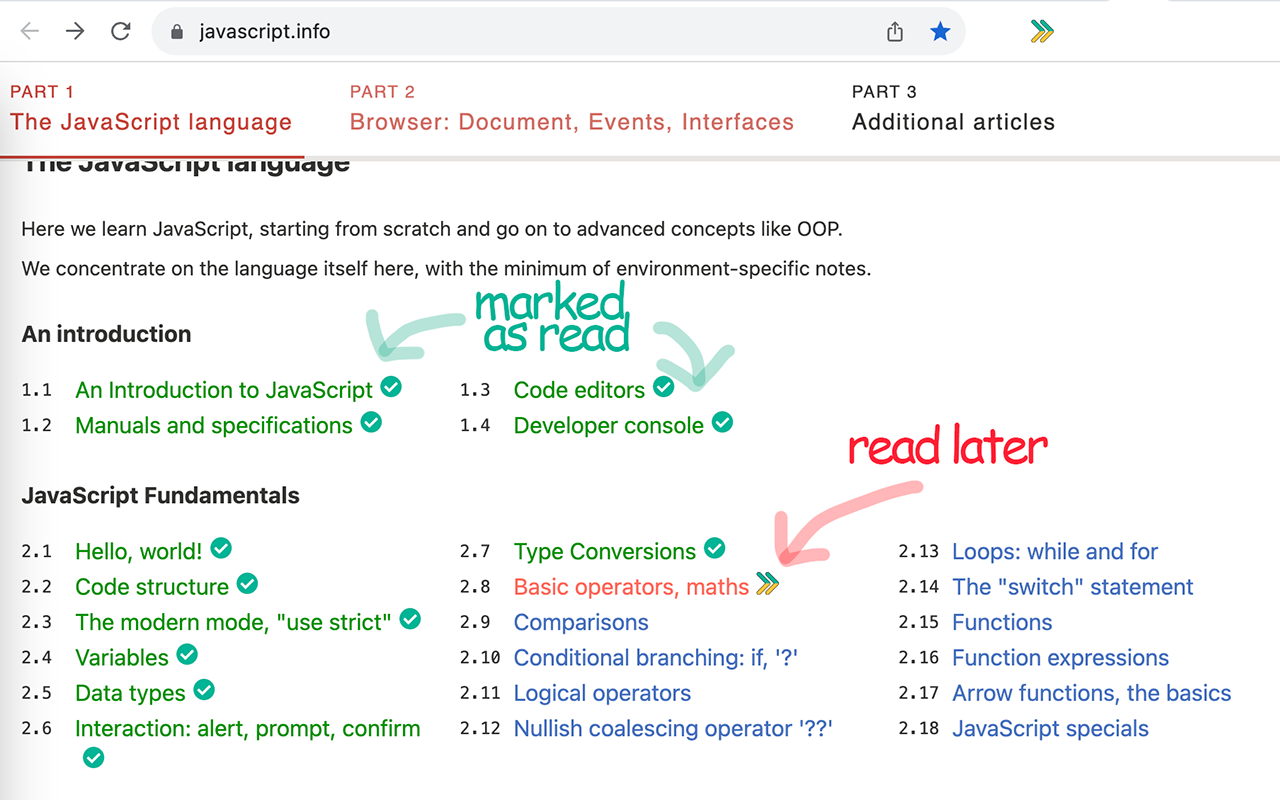 javascript.info
PART 1
The JavaScript language
PART 2
Browser: Document, Events, Interfaces
PART 3
Additional articles
The JavaScript language
Here we learn JavaScript, starting from scratch and go on to advanced concepts like OOP.
We concentrate on the language itself here, with the minimum of environment-specific notes.
marked
as read
An introduction
1.1 An Introduction to JavaScript
1.2 Manuals and specifications
1.3 Code editors
1.4 Developer console
read later
JavaScript Fundamentals
2.1 Hello, world!
2.2 Code structure
2.3 The modern mode, "use strict"
2.4 Variables
2.5 Data types
2.6 Interaction: alert, prompt, confirm
2.7 Type Conversions
2.8 Basic operators, maths
2.9 Comparisons
2.10 Conditional branching: if, '?'
2.11 Logical operators
2.12 Nullish coalescing operator '??'
2.13 Loops: while and for
2.14 The "switch" statement
2.15 Functions
2.16 Function expressions
2.17 Arrow functions, the basics
2.18 JavaScript specials